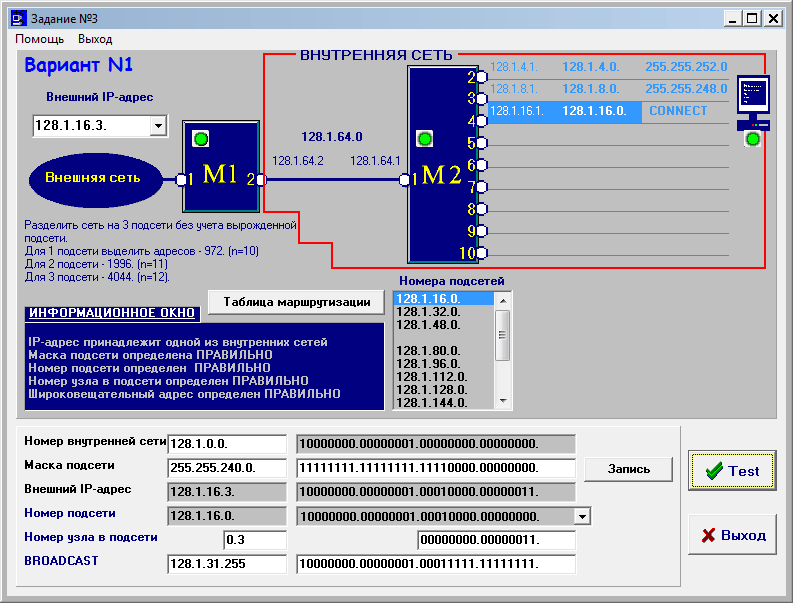 Задание №3
Помощь Выход
Вариант N1
Внешний IP-адрес
128.1.16.3.
ВНУТРЕННЯЯ СЕТЬ
2 128.1.4.1. 128.1.4.0. 255.255.252.0
3 128.1.8.1. 128.1.8.0. 255.255.248.0
4 128.1.16.1. 128.1.16.0. CONNECT
5
6
7
8
9
10
128.1.64.0
128.1.64.2 128.1.64.1
Внешняя сеть
1 M1 2
1 M2
Разделить сеть на 3 подсети без учета вырожденной
подсети.
Для 1 подсети выделить адресов - 972. (n=10)
Для 2 подсети - 1996. (n=11)
Для 3 подсети - 4044. (n=12).
Таблица маршрутизации
ИНФОРМАЦИОННОЕ ОКНО
IP-адрес принадлежит одной из внутренних сетей
Маска подсети определена ПРАВИЛЬНО
Номер подсети определен ПРАВИЛЬНО
Номер узла в подсети определен ПРАВИЛЬНО
Широковещательный адрес определен ПРАВИЛЬНО
Номера подсетей
128.1.16.0.
128.1.32.0.
128.1.48.0.
128.1.80.0.
128.1.96.0.
128.1.112.0.
128.1.128.0.
128.1.144.0.
Номер внутренней сети 128.1.0.0. 10000000.00000001.00000000.00000000.
Маска подсети 255.255.240.0. 11111111.11111111.11110000.00000000.
Внешний IP-адрес 128.1.16.3. 10000000.00000001.00010000.00000011.
Номер подсети 128.1.16.0. 10000000.00000001.00010000.00000000.
Номер узла в подсети 0.3 00000000.00000011.
BROADCAST 128.1.31.255 10000000.00000001.00011111.11111111.
Запись
Test
Выход